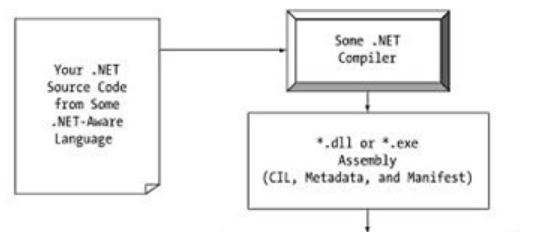 Your .NET
Source Code
from Some
.NET-Aware
Language
Some .NET
Compiler
*.dll or *.exe
Assembly
(CIL, Metadata, and Manifest)